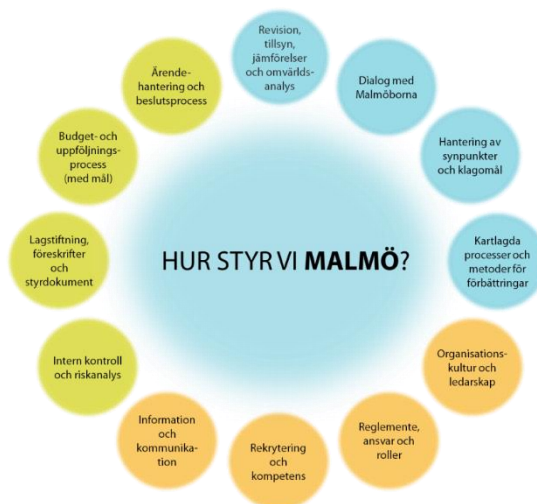 Revision,
tillsyn,
jämförelser
och omvärlds-
analys
Dialog med
Malmöborna
Hantering av
synpunkter
och klagomål
Kartlagda
processer och
metoder för
förbättringar
Organisations-
kultur och
ledarskap
Reglemente,
ansvar och
roller
Rekrytering
och
kompetens
Information
och
kommunika-
tion
Intern kontroll
och riskanalys
Lagstiftning,
föreskrifter
och
styrdokument
Budget- och
uppföljnings-
process
(med mål)
Ärende-
hantering och
beslutsprocess
HUR STYR VI MALMÖ?